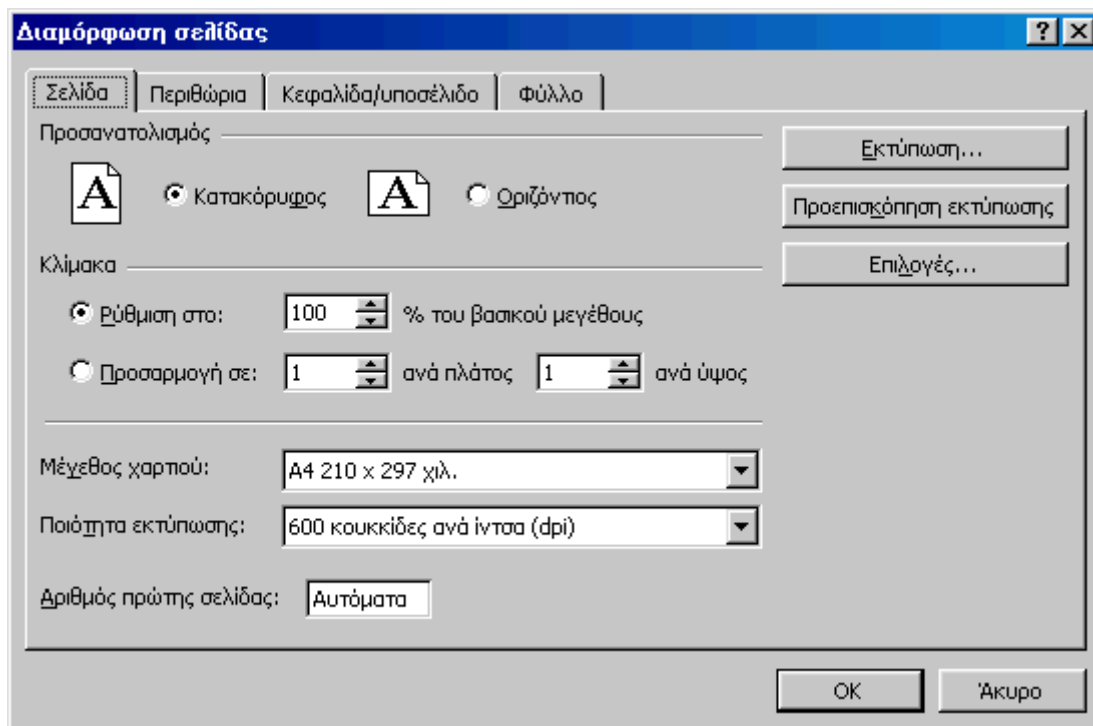 Διαμόρφωση σελίδας
Σελίδα Περιθώρια Κεφαλίδα/υποσέλιδο Φύλλο
Προσανατολισμός
A Κατακόρυφος A Οριζόντιος
Κλίμακα
Ρύθμιση στο: 100 % του βασικού μεγέθους
Προσαρμογή σε: 1 ανά πλάτος 1 ανά ύψος
Μέγεθος χαρτιού: A4 210 x 297 χιλ.
Ποιότητα εκτύπωσης: 600 κουκκίδες ανά ίντσα (dpi)
Αριθμός πρώτης σελίδας: Αυτόματα
Εκτύπωση...
Προεπισκόπηση εκτύπωσης
Επιλογές...
OK Άκυρο